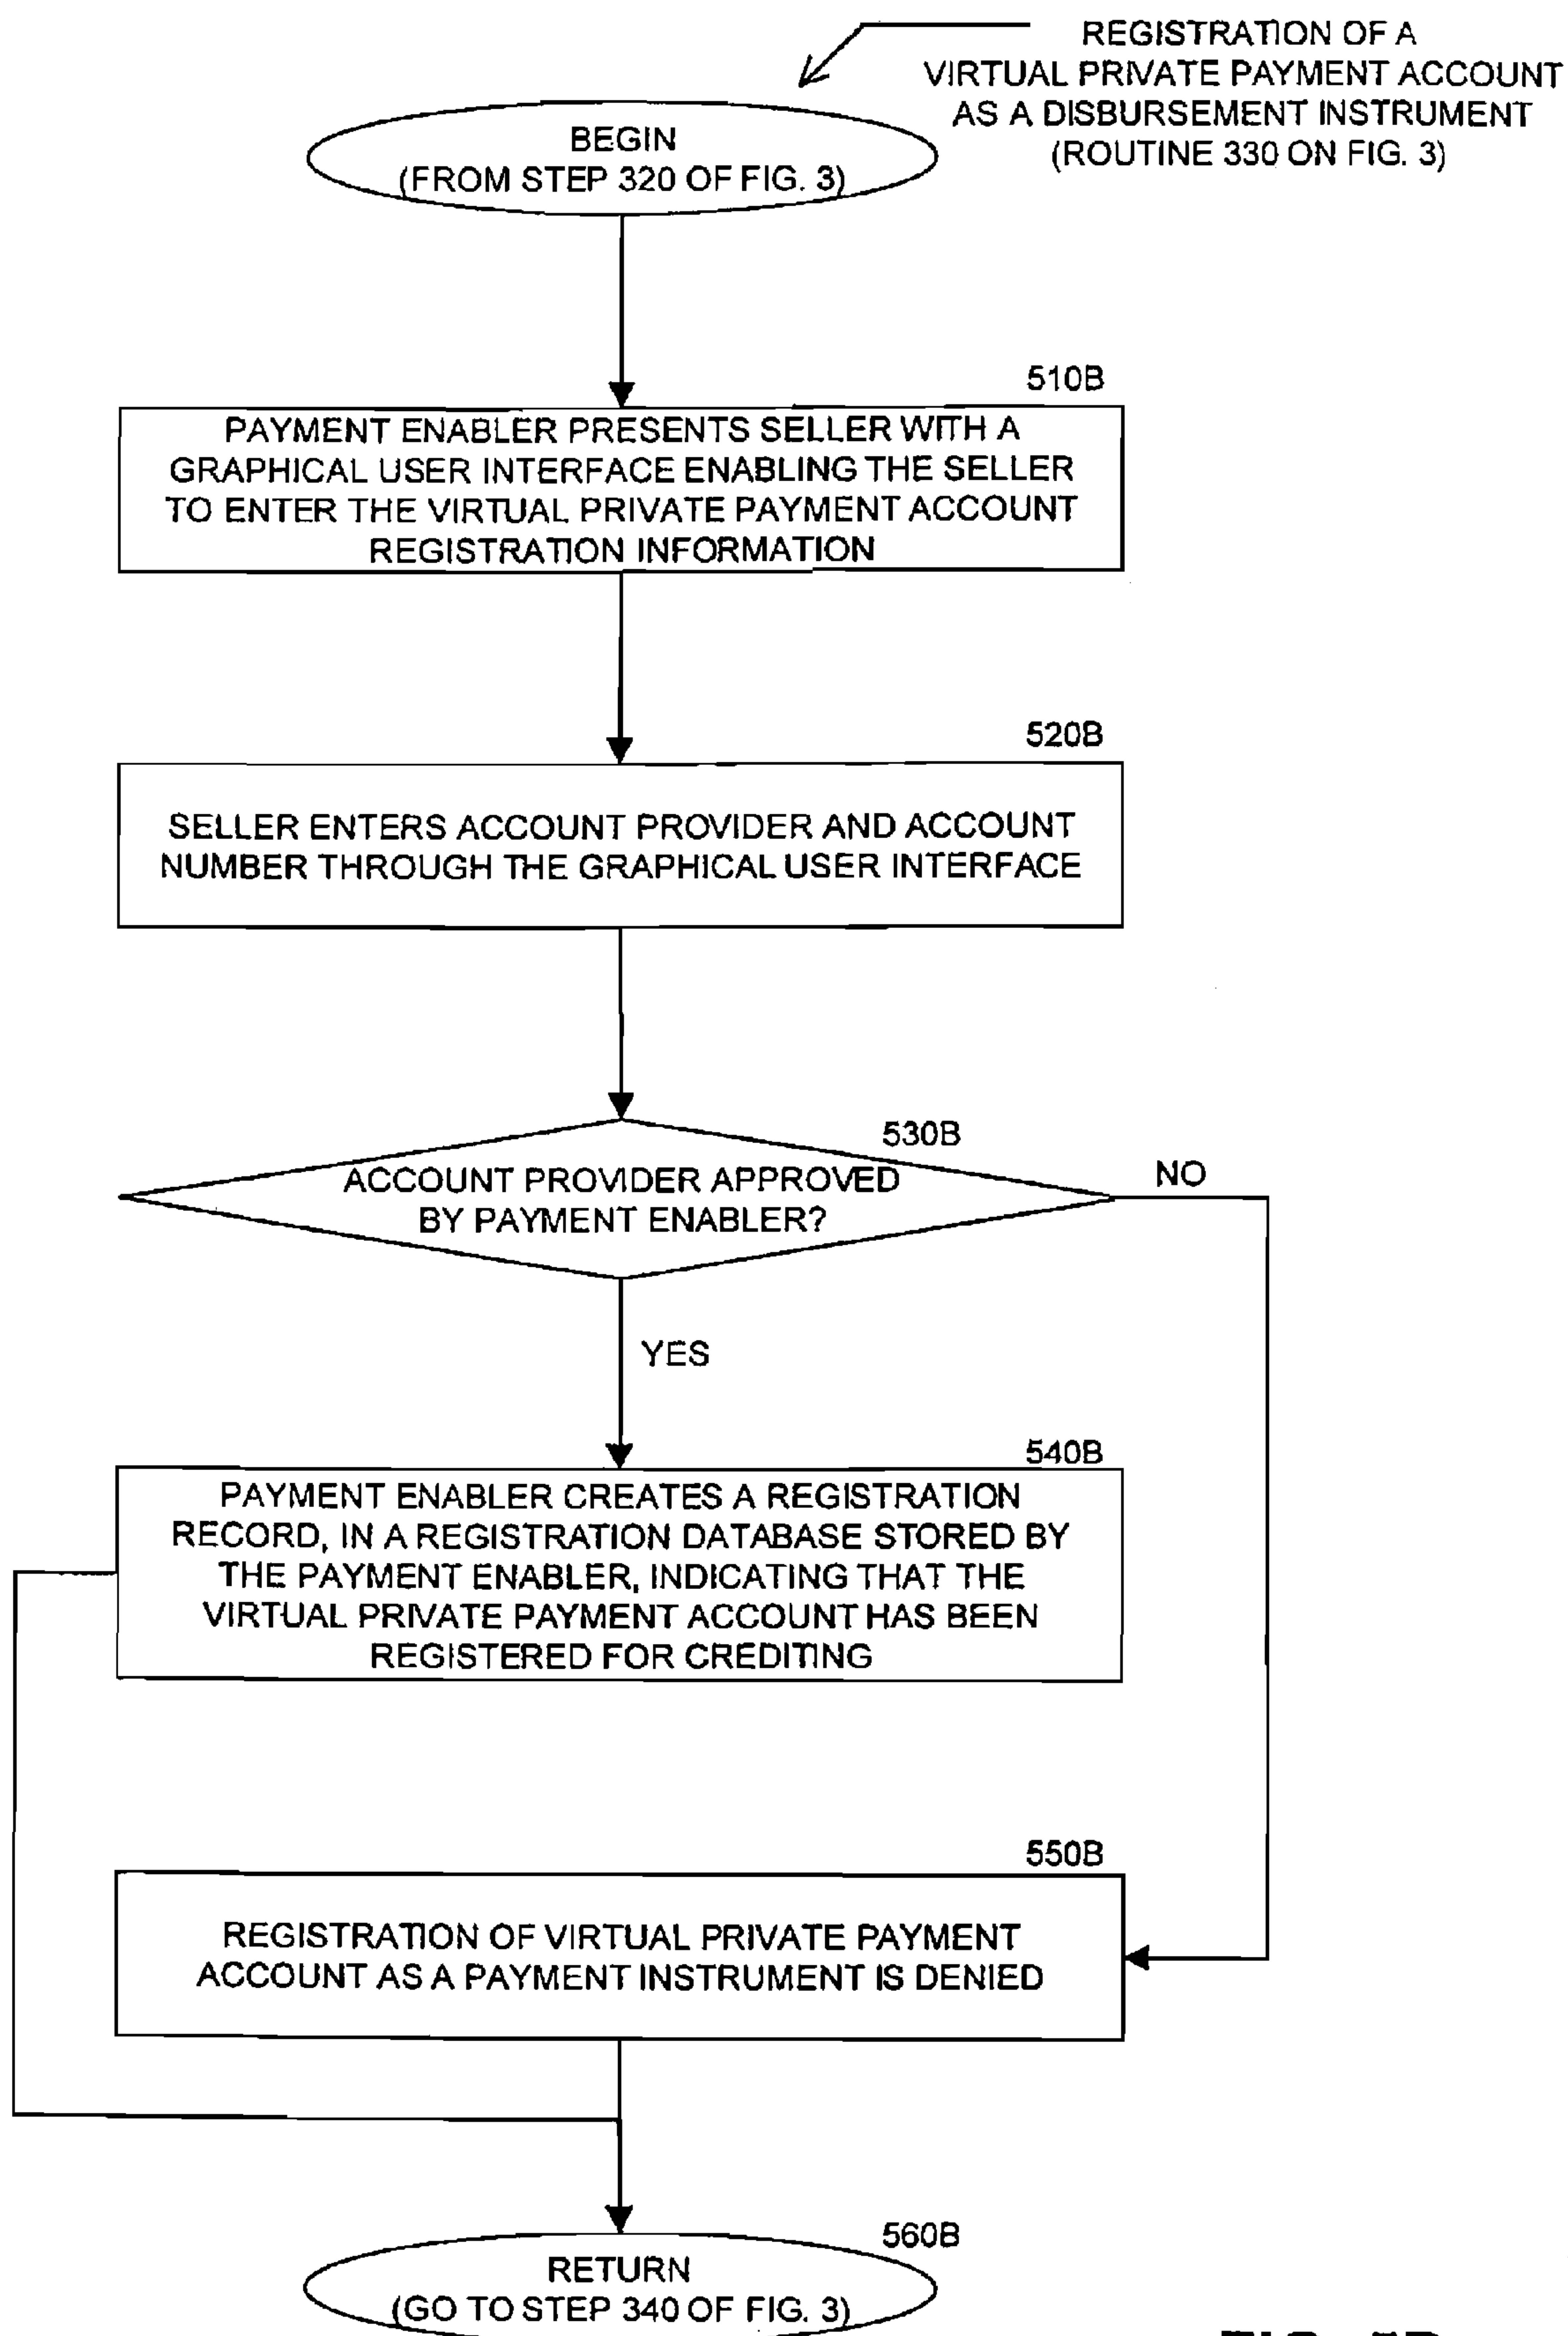 REGISTRATION OF A
VIRTUAL PRIVATE PAYMENT ACCOUNT
AS A DISBURSEMENT INSTRUMENT
(ROUTINE 330 ON FIG. 3)
BEGIN
(FROM STEP 320 OF FIG. 3)
510B
PAYMENT ENABLER PRESENTS SELLER WITH A
GRAPHICAL USER INTERFACE ENABLING THE SELLER
TO ENTER THE VIRTUAL PRIVATE PAYMENT ACCOUNT
REGISTRATION INFORMATION
520B
SELLER ENTERS ACCOUNT PROVIDER AND ACCOUNT
NUMBER THROUGH THE GRAPHICAL USER INTERFACE
530B
ACCOUNT PROVIDER APPROVED
BY PAYMENT ENABLER?
NO
YES
540B
PAYMENT ENABLER CREATES A REGISTRATION
RECORD, IN A REGISTRATION DATABASE STORED BY
THE PAYMENT ENABLER, INDICATING THAT THE
VIRTUAL PRIVATE PAYMENT ACCOUNT HAS BEEN
REGISTERED FOR CREDITING
550B
REGISTRATION OF VIRTUAL PRIVATE PAYMENT
ACCOUNT AS A PAYMENT INSTRUMENT IS DENIED
560B
RETURN
(GO TO STEP 340 OF FIG. 3)